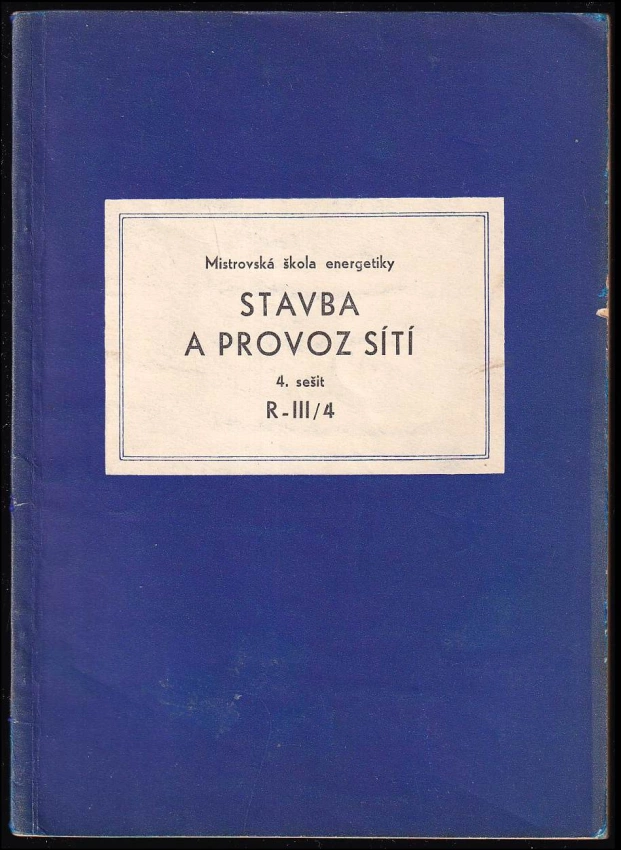 Mistrovská škola energetiky
STAVBA
A PROVOZ SÍTÍ
4. sešit
R-III/4